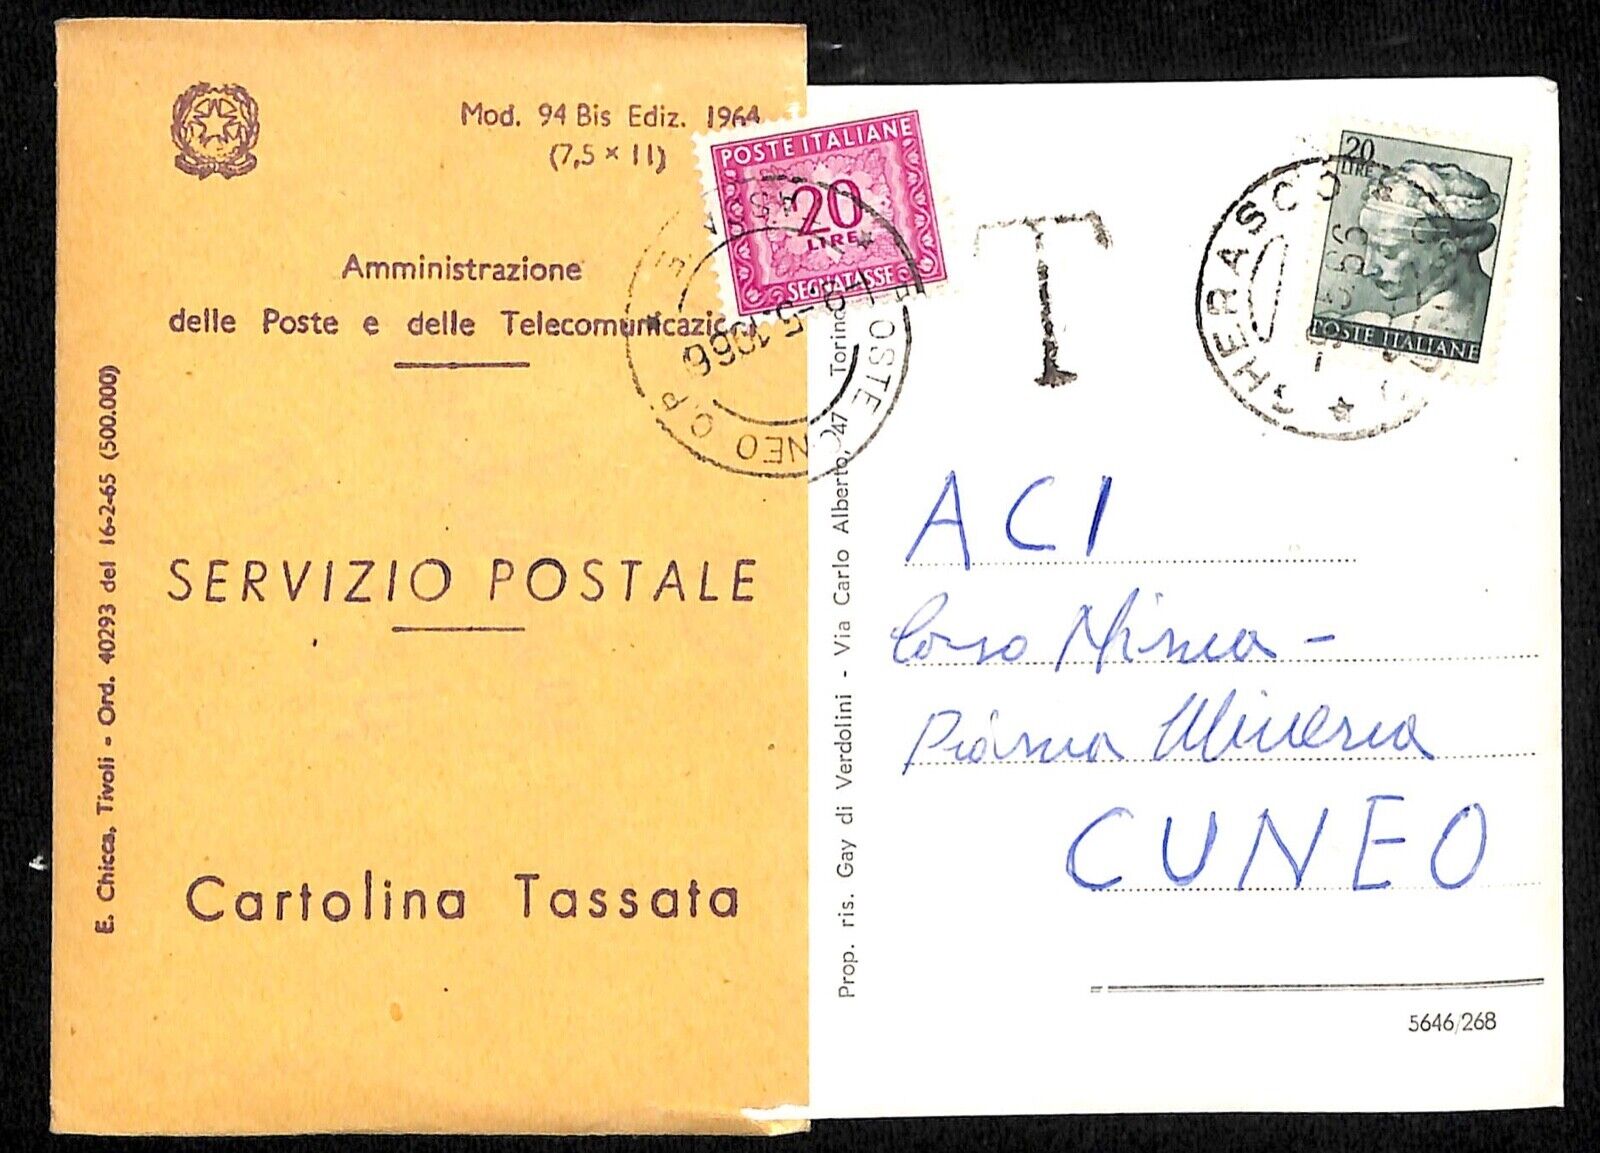 Mod. 94 Bis Ediz. 1964
(7,5 x 11)
Amministrazione
delle Poste e delle Telecomunicazioni
SERVIZIO POSTALE
Cartolina Tassata
E. Chicca, Tivoli - Ord. 40293 del 16-2-65 (500.000)
POSTE ITALIANE
20
LIRE
SEGNATASSE
POSTE CUNEO C.P.
5-1966
T
CHERASCO
20
LIRE
POSTE ITALIANE
Prop. ris. Gay di Verdolini - Via Carlo Alberto, 47 Torino
ACI
Corso
CUNEO
5646/268